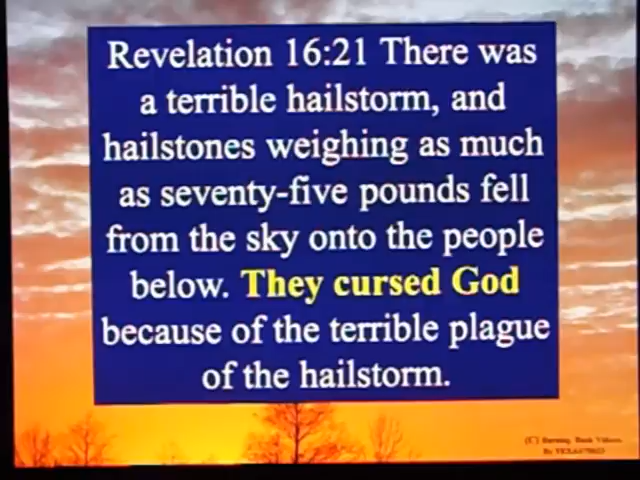 Revelation 16:21 There was
a terrible hailstorm, and
hailstones weighing as much
as seventy-five pounds fell
from the sky onto the people
below. They cursed God
because of the terrible plague
of the hailstorm.